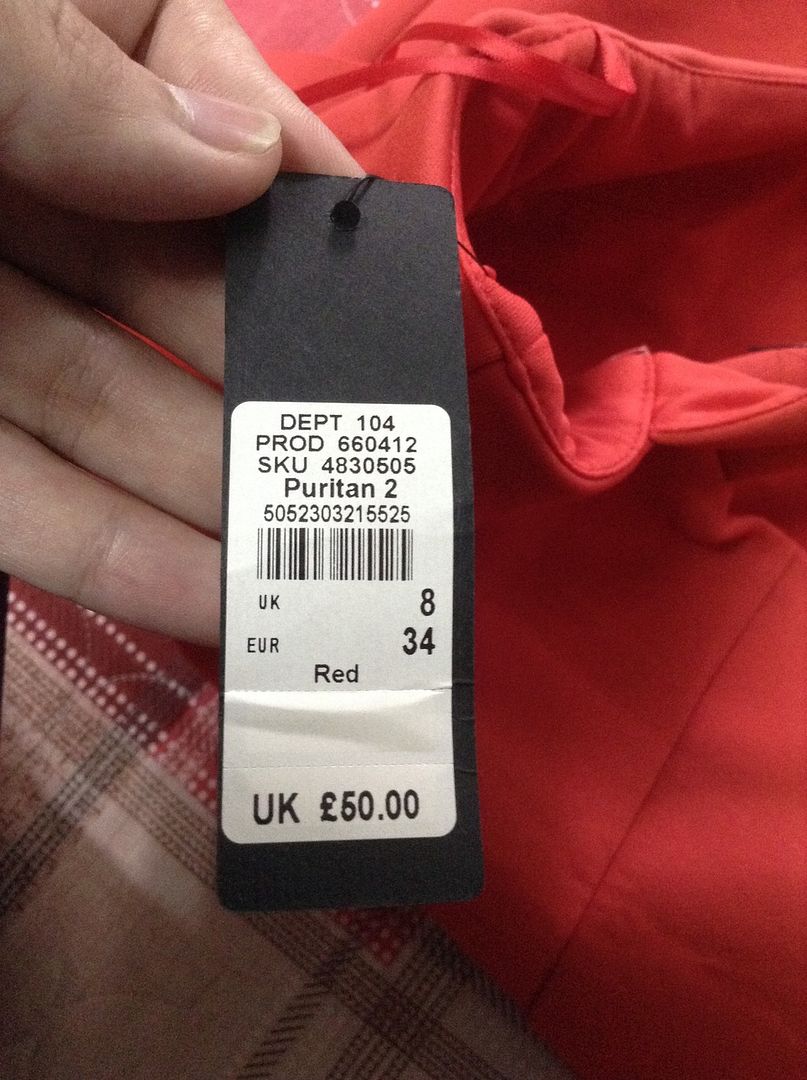 DEPT 104
PROD 660412
SKU 4830505
Puritan 2
5052303215525
UK 8
EUR 34
Red
UK £50.00